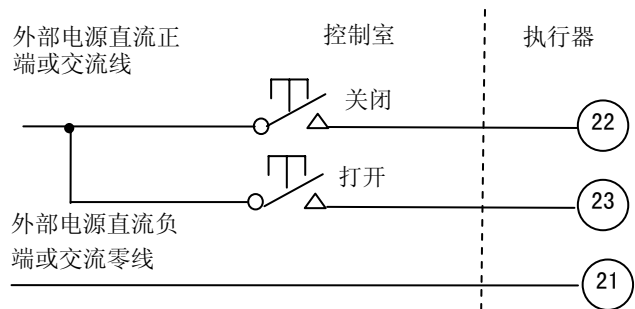 外部电源直流正
端或交流线
控制室
执行器
关闭
22
打开
23
外部电源直流负
端或交流零线
21